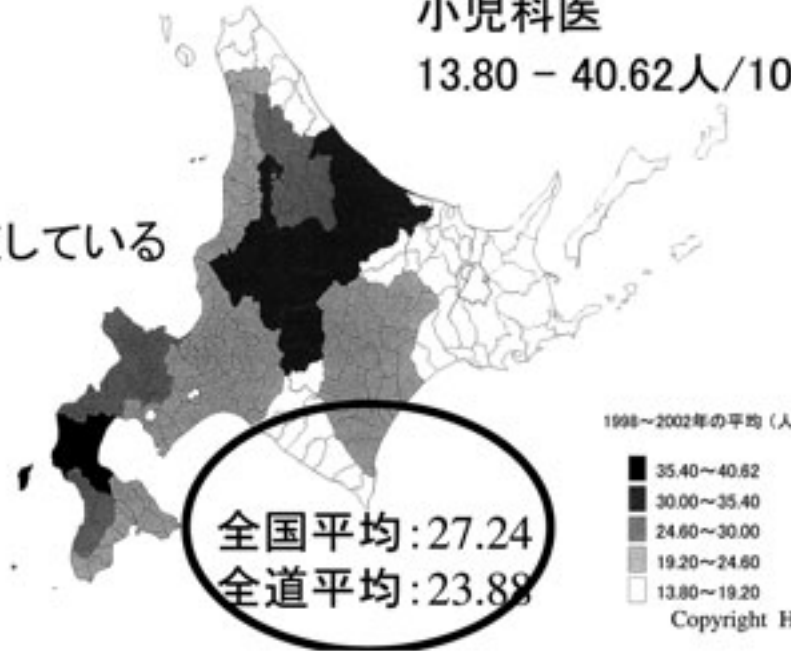 小児科医
13.80 − 40.62人/10
している
全国平均:27.24
全道平均:23.88
1998～2002年の平均（人
35.40～40.62
30.00～35.40
24.60～30.00
19.20～24.60
13.80～19.20
Copyright H